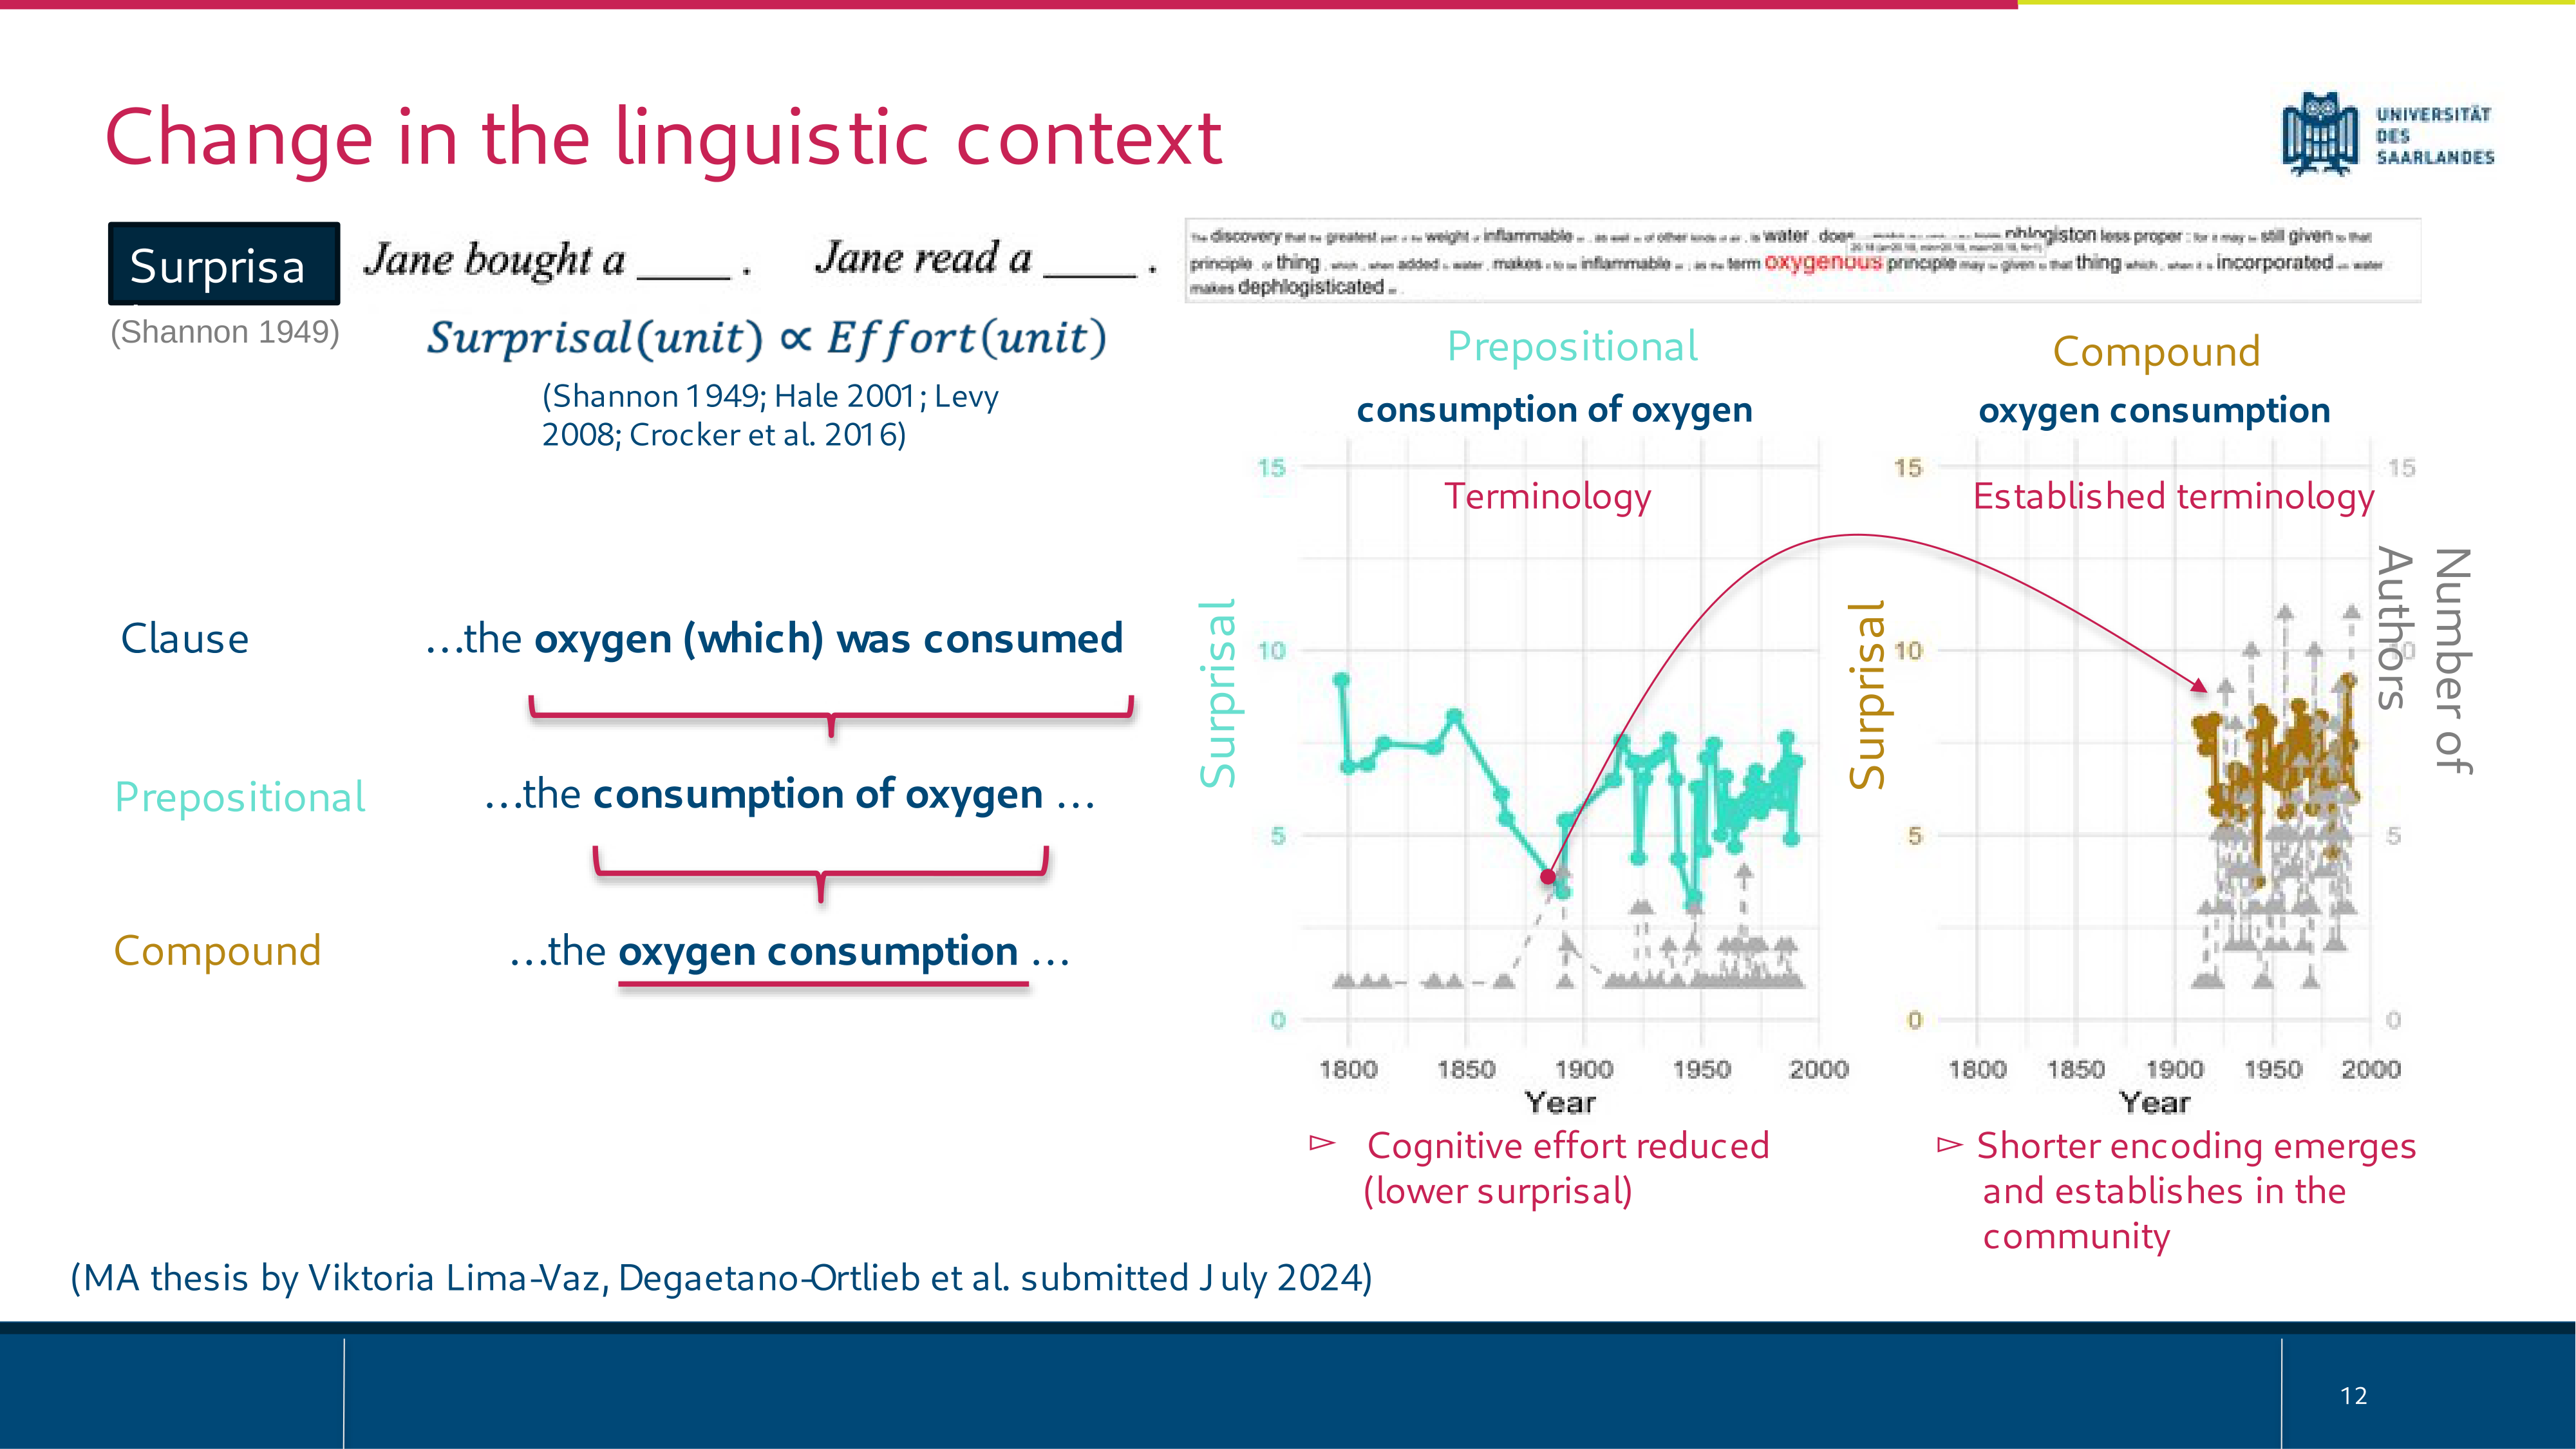 Change in the linguistic context
UNIVERSITÄT
DES
SAARLANDES
Surprisa
(Shannon 1949)
Jane bought a ____ .
Jane read a ____ .
Surprisal(unit) ∝ Effort(unit)
(Shannon 1949; Hale 2001; Levy
2008; Crocker et al. 2016)
discovery that the greatest part of the weight of inflammable as well as of other kinds of air, is water does phlogiston less proper : for it may be still given to that
principle or thing, which, when added to water, makes it to be inflammable ; as the term oxygenous principle may be given to that thing which, when it is incorporated water
makes dephlogisticated
Clause
…the oxygen (which) was consumed
Prepositional
…the consumption of oxygen …
Compound
…the oxygen consumption …
Prepositional
consumption of oxygen
Terminology
Surprisal
15
10
5
0
1800 1850 1900 1950 2000
Year
▻ Cognitive effort reduced
(lower surprisal)
Compound
oxygen consumption
Established terminology
Surprisal
15
10
5
0
15
10
5
0
Number of
Authors
1800 1850 1900 1950 2000
Year
▻ Shorter encoding emerges
and establishes in the
community
(MA thesis by Viktoria Lima-Vaz, Degaetano-Ortlieb et al. submitted July 2024)
12